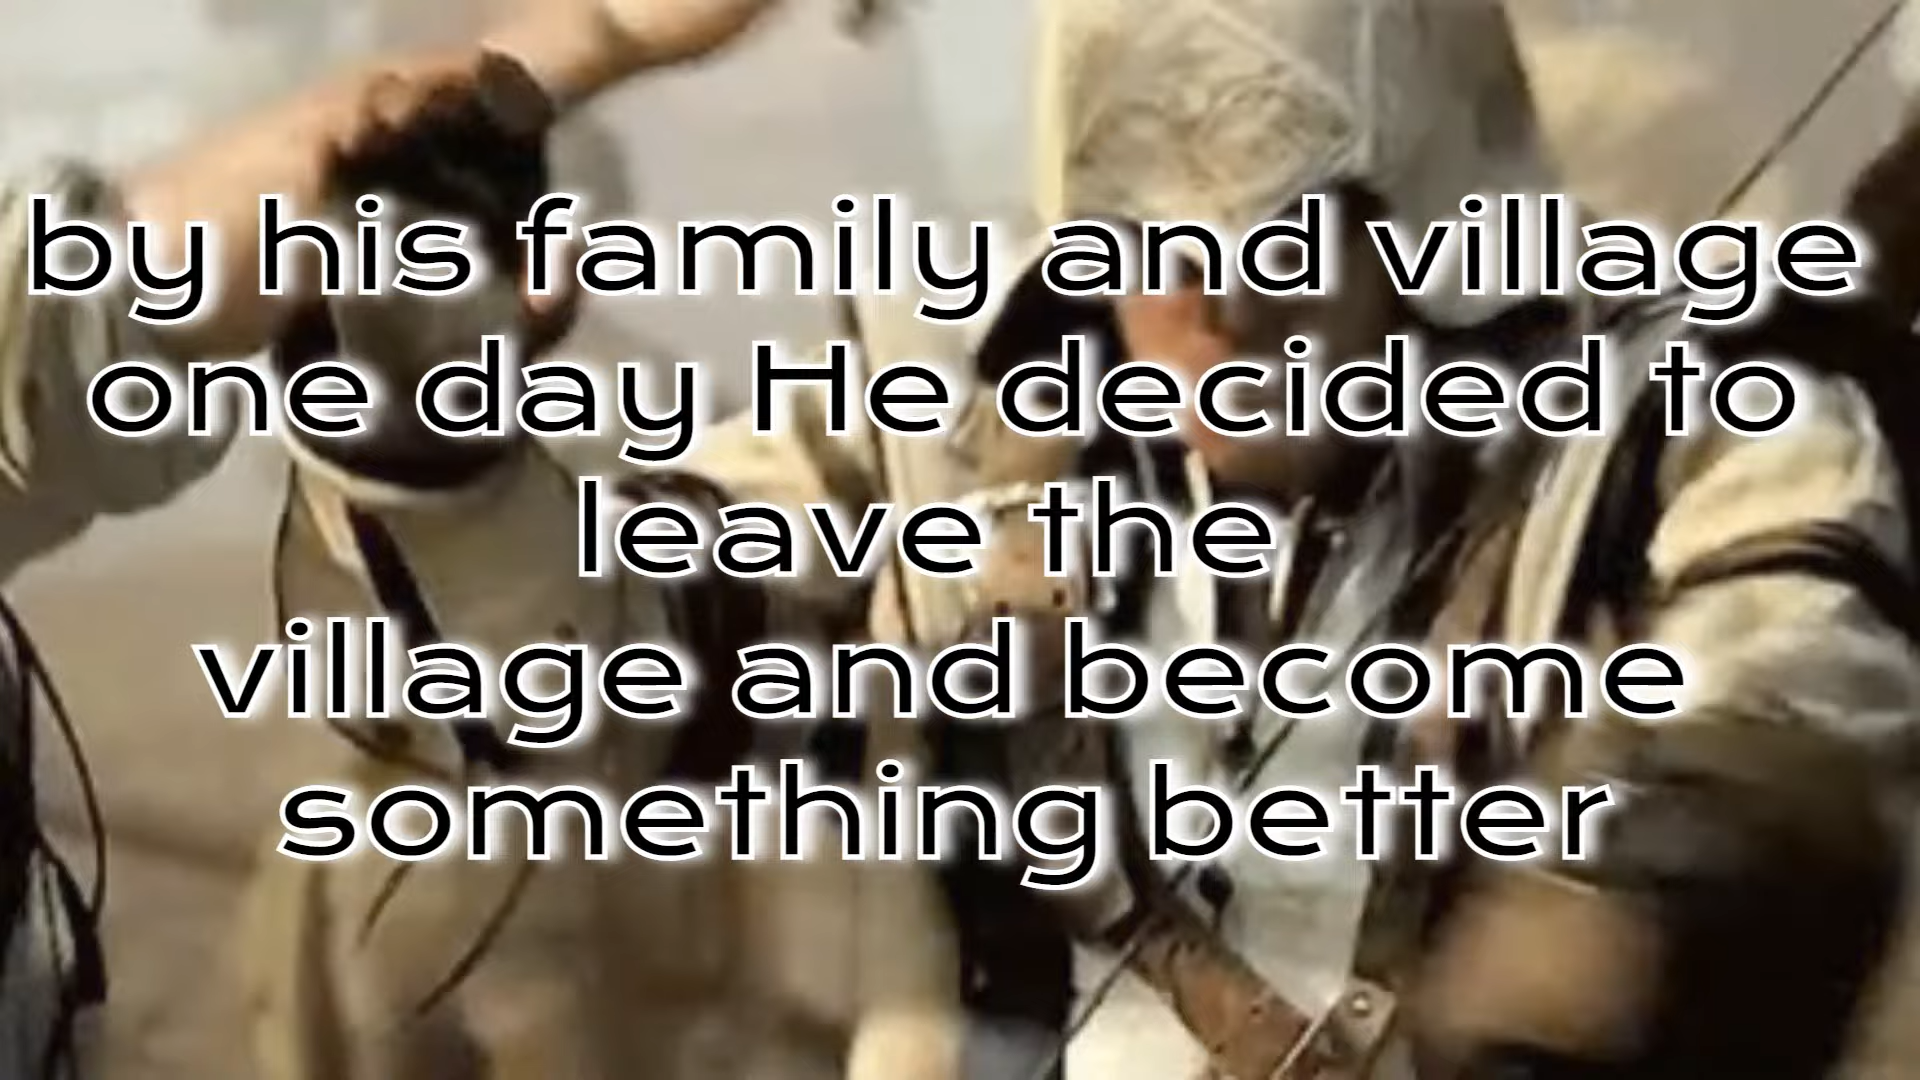 by his family and village
one day He decided to
leave the
village and become
something better